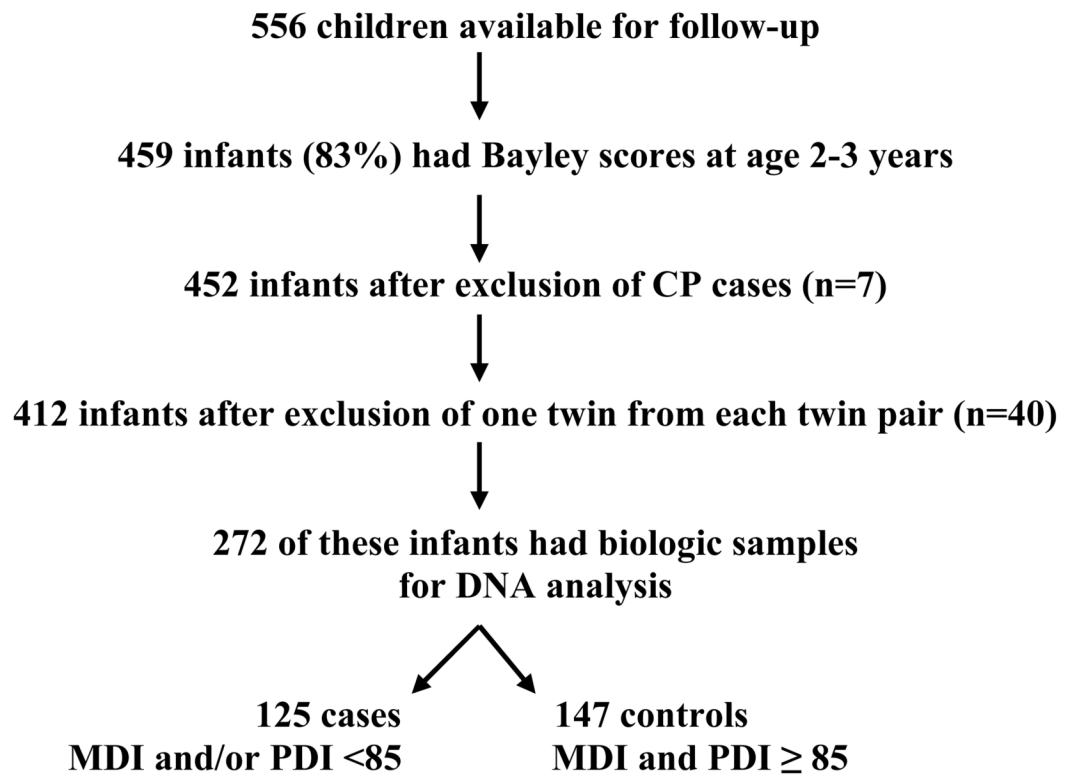 556 children available for follow-up
459 infants (83%) had Bayley scores at age 2-3 years
452 infants after exclusion of CP cases (n=7)
412 infants after exclusion of one twin from each twin pair (n=40)
272 of these infants had biologic samples
for DNA analysis
125 cases
MDI and/or PDI <85
147 controls
MDI and PDI ≥ 85